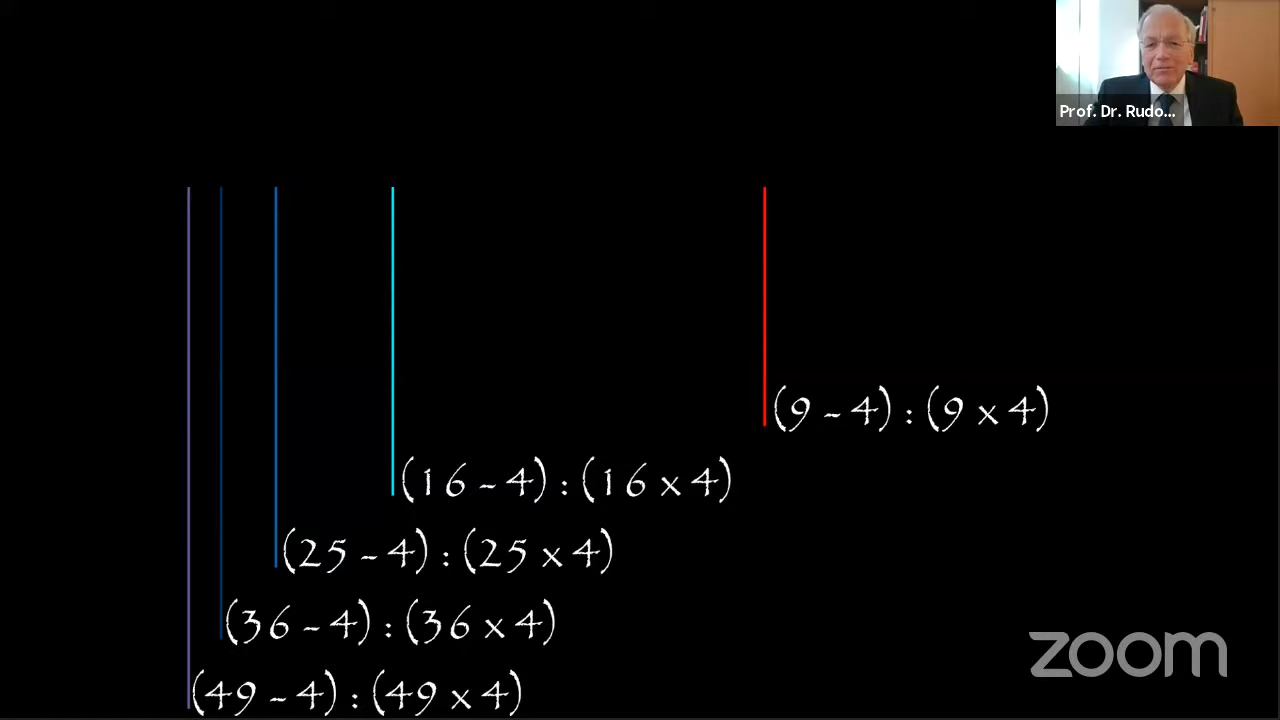 Prof. Dr. Rudo...
(9 - 4) : (9 x 4)
(16 - 4) : (16 x 4)
(25 - 4) : (25 x 4)
(36 - 4) : (36 x 4)
zoom
(49 - 4) : (49 x 4)